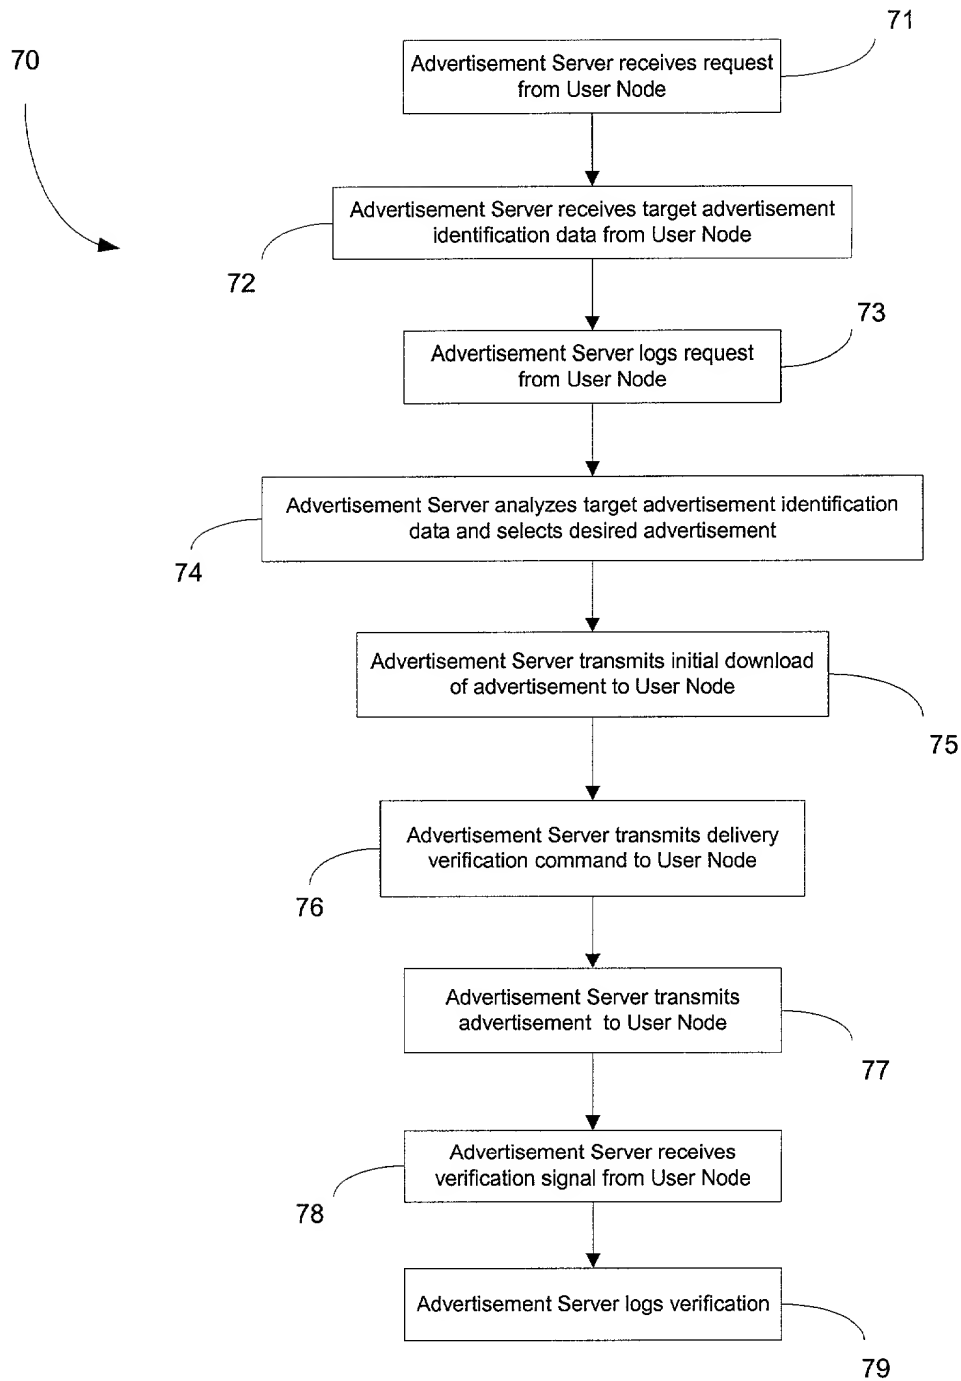 70
71
Advertisement Server receives request
from User Node
Advertisement Server receives target advertisement
identification data from User Node
72
73
Advertisement Server logs request
from User Node
Advertisement Server analyzes target advertisement identification
data and selects desired advertisement
74
Advertisement Server transmits initial download
of advertisement to User Node
75
Advertisement Server transmits delivery
verification command to User Node
76
Advertisement Server transmits
advertisement to User Node
77
Advertisement Server receives
verification signal from User Node
78
Advertisement Server logs verification
79